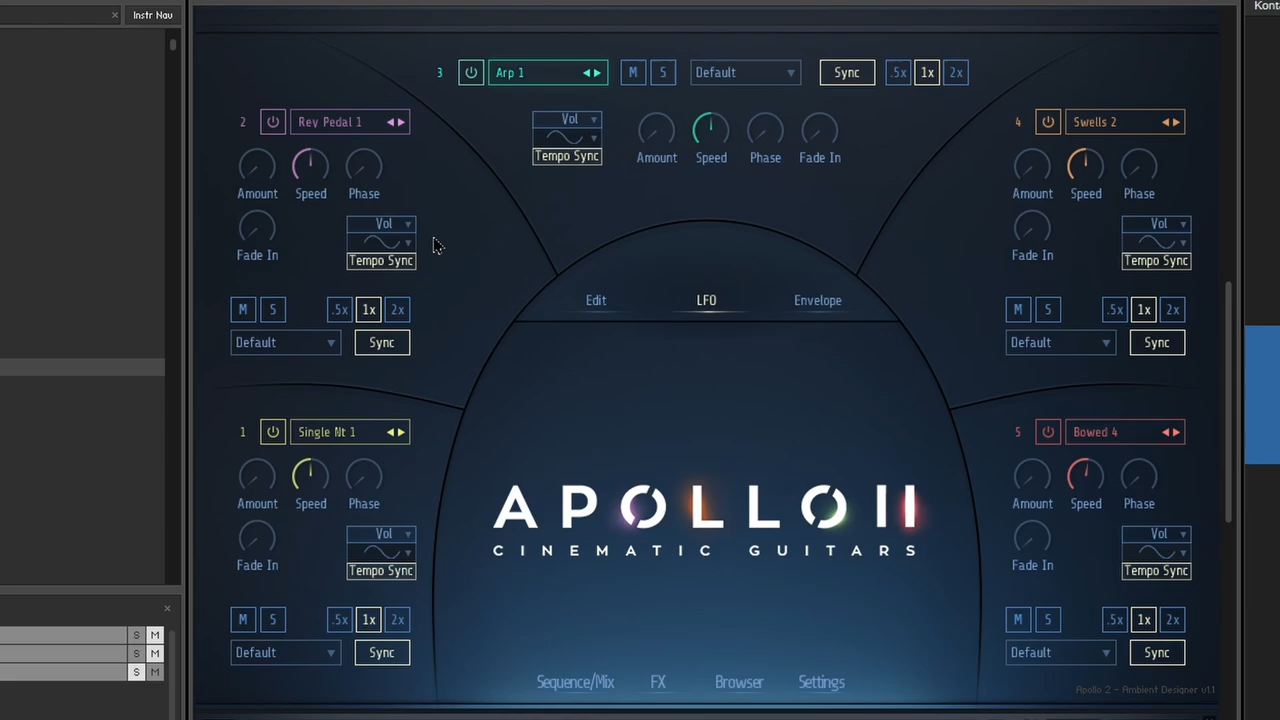 Instr Nav
Kont
3 Arp 1 M S Default Sync .5x 1x 2x
Vol
Tempo Sync
Amount Speed Phase Fade In
2 Rev Pedal 1
Amount Speed Phase
Fade In
Vol
Tempo Sync
M S .5x 1x 2x
Default Sync
4 Swells 2
Amount Speed Phase
Fade In
Vol
Tempo Sync
M S .5x 1x 2x
Default Sync
Edit LFO Envelope
1 Single Nt 1
Amount Speed Phase
Fade In
Vol
Tempo Sync
M S .5x 1x 2x
Default Sync
APOLLO II
CINEMATIC GUITARS
5 Bowed 4
Amount Speed Phase
Fade In
Vol
Tempo Sync
M S .5x 1x 2x
Default Sync
Sequence/Mix FX Browser Settings
Apollo 2 - Ambient Designer v1.1
S M
S M
S M